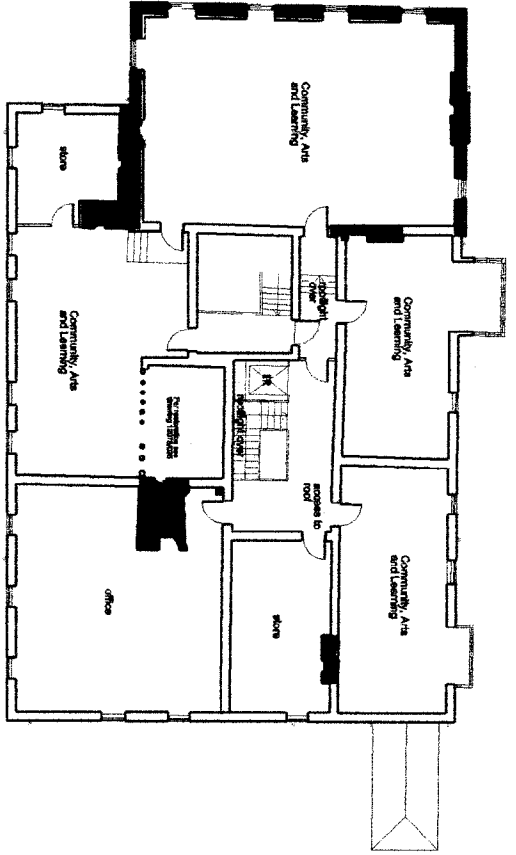 Community, Arts
and Learning
store
rooflight
over
Community, Arts
and Learning
Community, Arts
and Learning
rooflight over
access to
roof
Community, Arts
and Learning
office
store